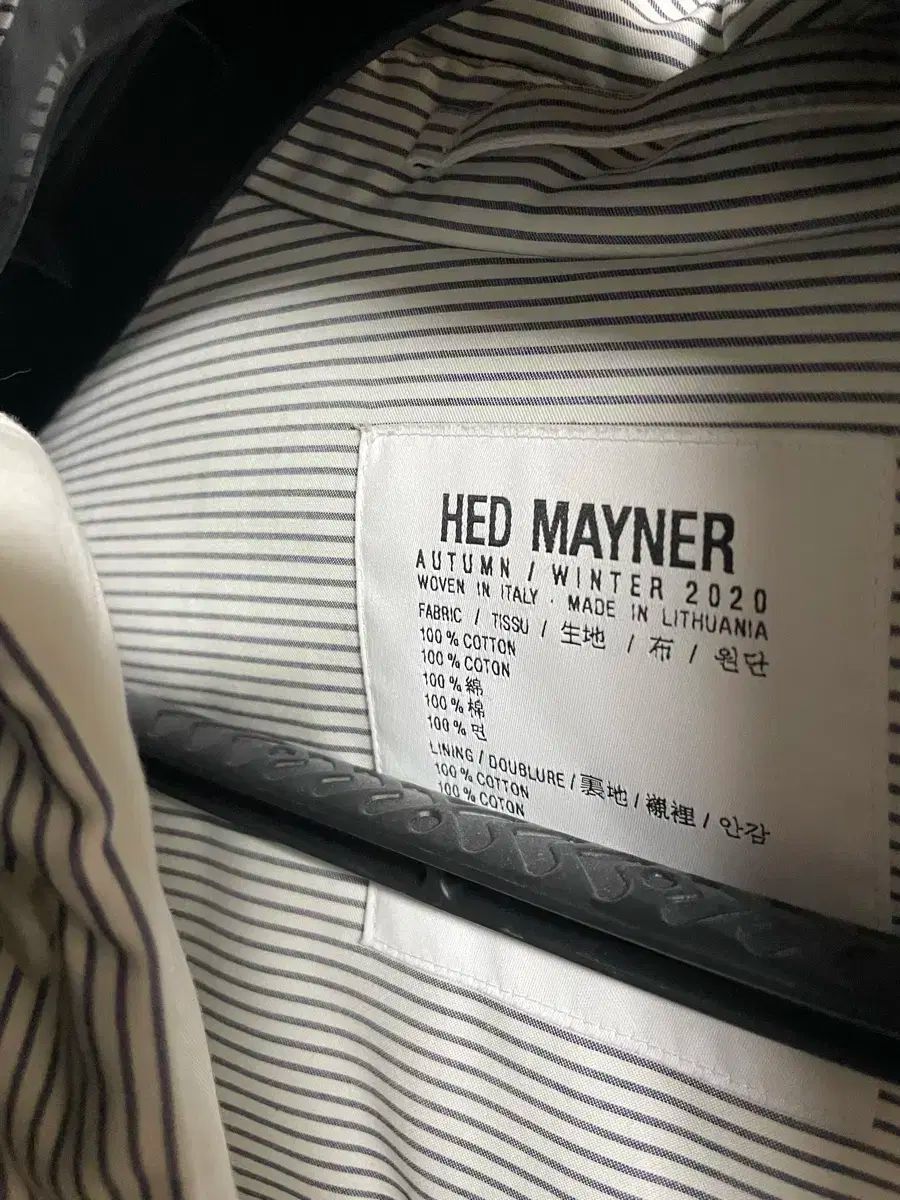 HED MAYNER
AUTUMN / WINTER 2020
WOVEN IN ITALY · MADE IN LITHUANIA
FABRIC / TISSU / 生地 / 布 / 원단
100 % COTTON
100 % COTON
100 % 綿
100 % 棉
100 % 면
LINING / DOUBLURE / 裏地 / 襯裡 / 안감
100 % COTTON
100 % COTON